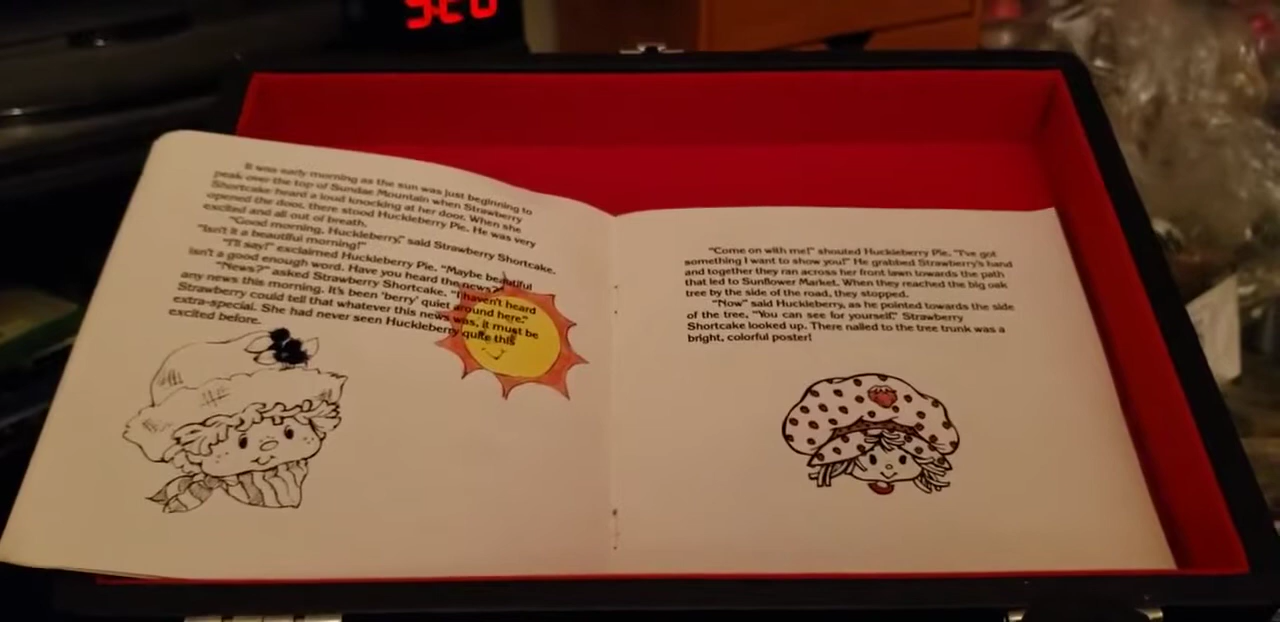 It was early morning as the sun was just beginning to
peak over the top of Sundae Mountain when Strawberry
Shortcake heard a loud knocking at her door. When she
opened the door, there stood Huckleberry Pie. He was very
excited and all out of breath.
"Good morning, Huckleberry," said Strawberry Shortcake.
"Isn't it a beautiful morning!"
"I'll say!" exclaimed Huckleberry Pie. "Maybe beautiful
isn't a good enough word. Have you heard the news?"
"News?" asked Strawberry Shortcake. "I haven't heard
any news this morning. It's been 'berry' quiet around here."
Strawberry could tell that whatever this news was, it must be
extra-special. She had never seen Huckleberry quite this
excited before.
"Come on with me!" shouted Huckleberry Pie. "I've got
something I want to show you!" He grabbed Strawberry's hand
and together they ran across her front lawn towards the path
that led to Sunflower Market. When they reached the big oak
tree by the side of the road, they stopped.
"Now" said Huckleberry, as he pointed towards the side
of the tree, "You can see for yourself." Strawberry
Shortcake looked up. There nailed to the tree trunk was a
bright, colorful poster!